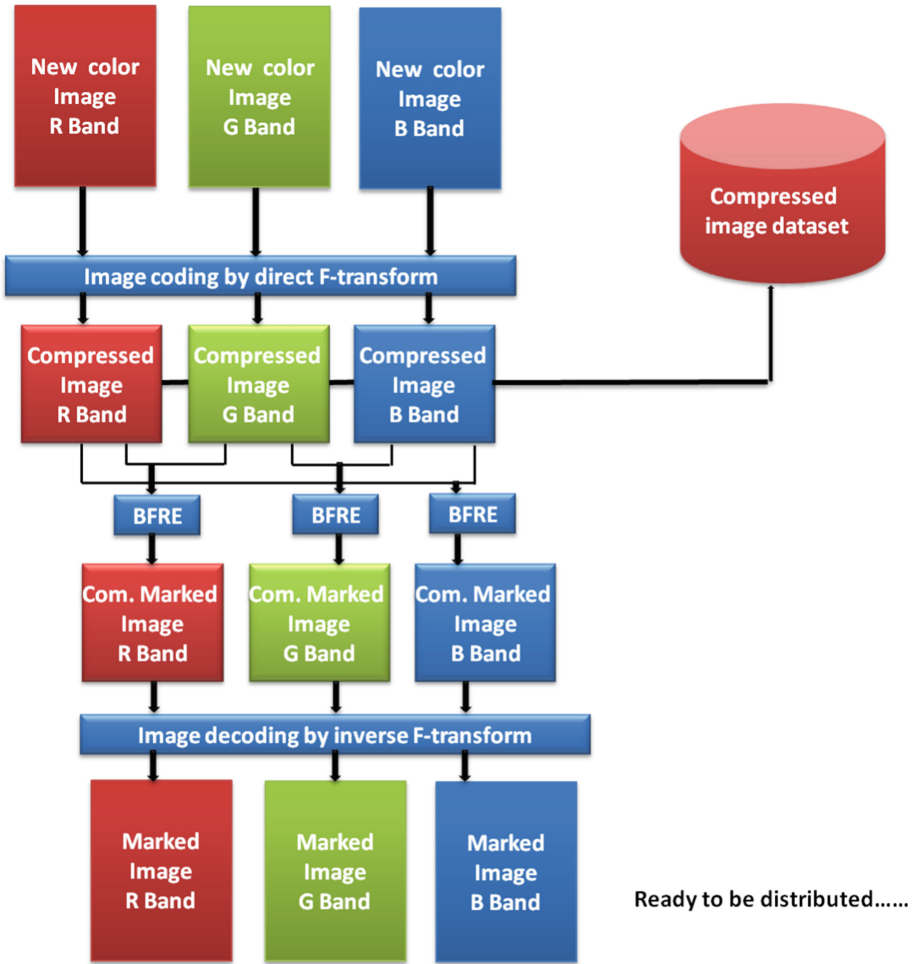 New color
Image
R Band
New color
Image
G Band
New color
Image
B Band
Compressed
image dataset
Image coding by direct F-transform
Compressed
Image
R Band
Compressed
Image
G Band
Compressed
Image
B Band
BFRE
BFRE
BFRE
Com. Marked
Image
R Band
Com. Marked
Image
G Band
Com. Marked
Image
B Band
Image decoding by inverse F-transform
Marked
Image
R Band
Marked
Image
G Band
Marked
Image
B Band
Ready to be distributed......